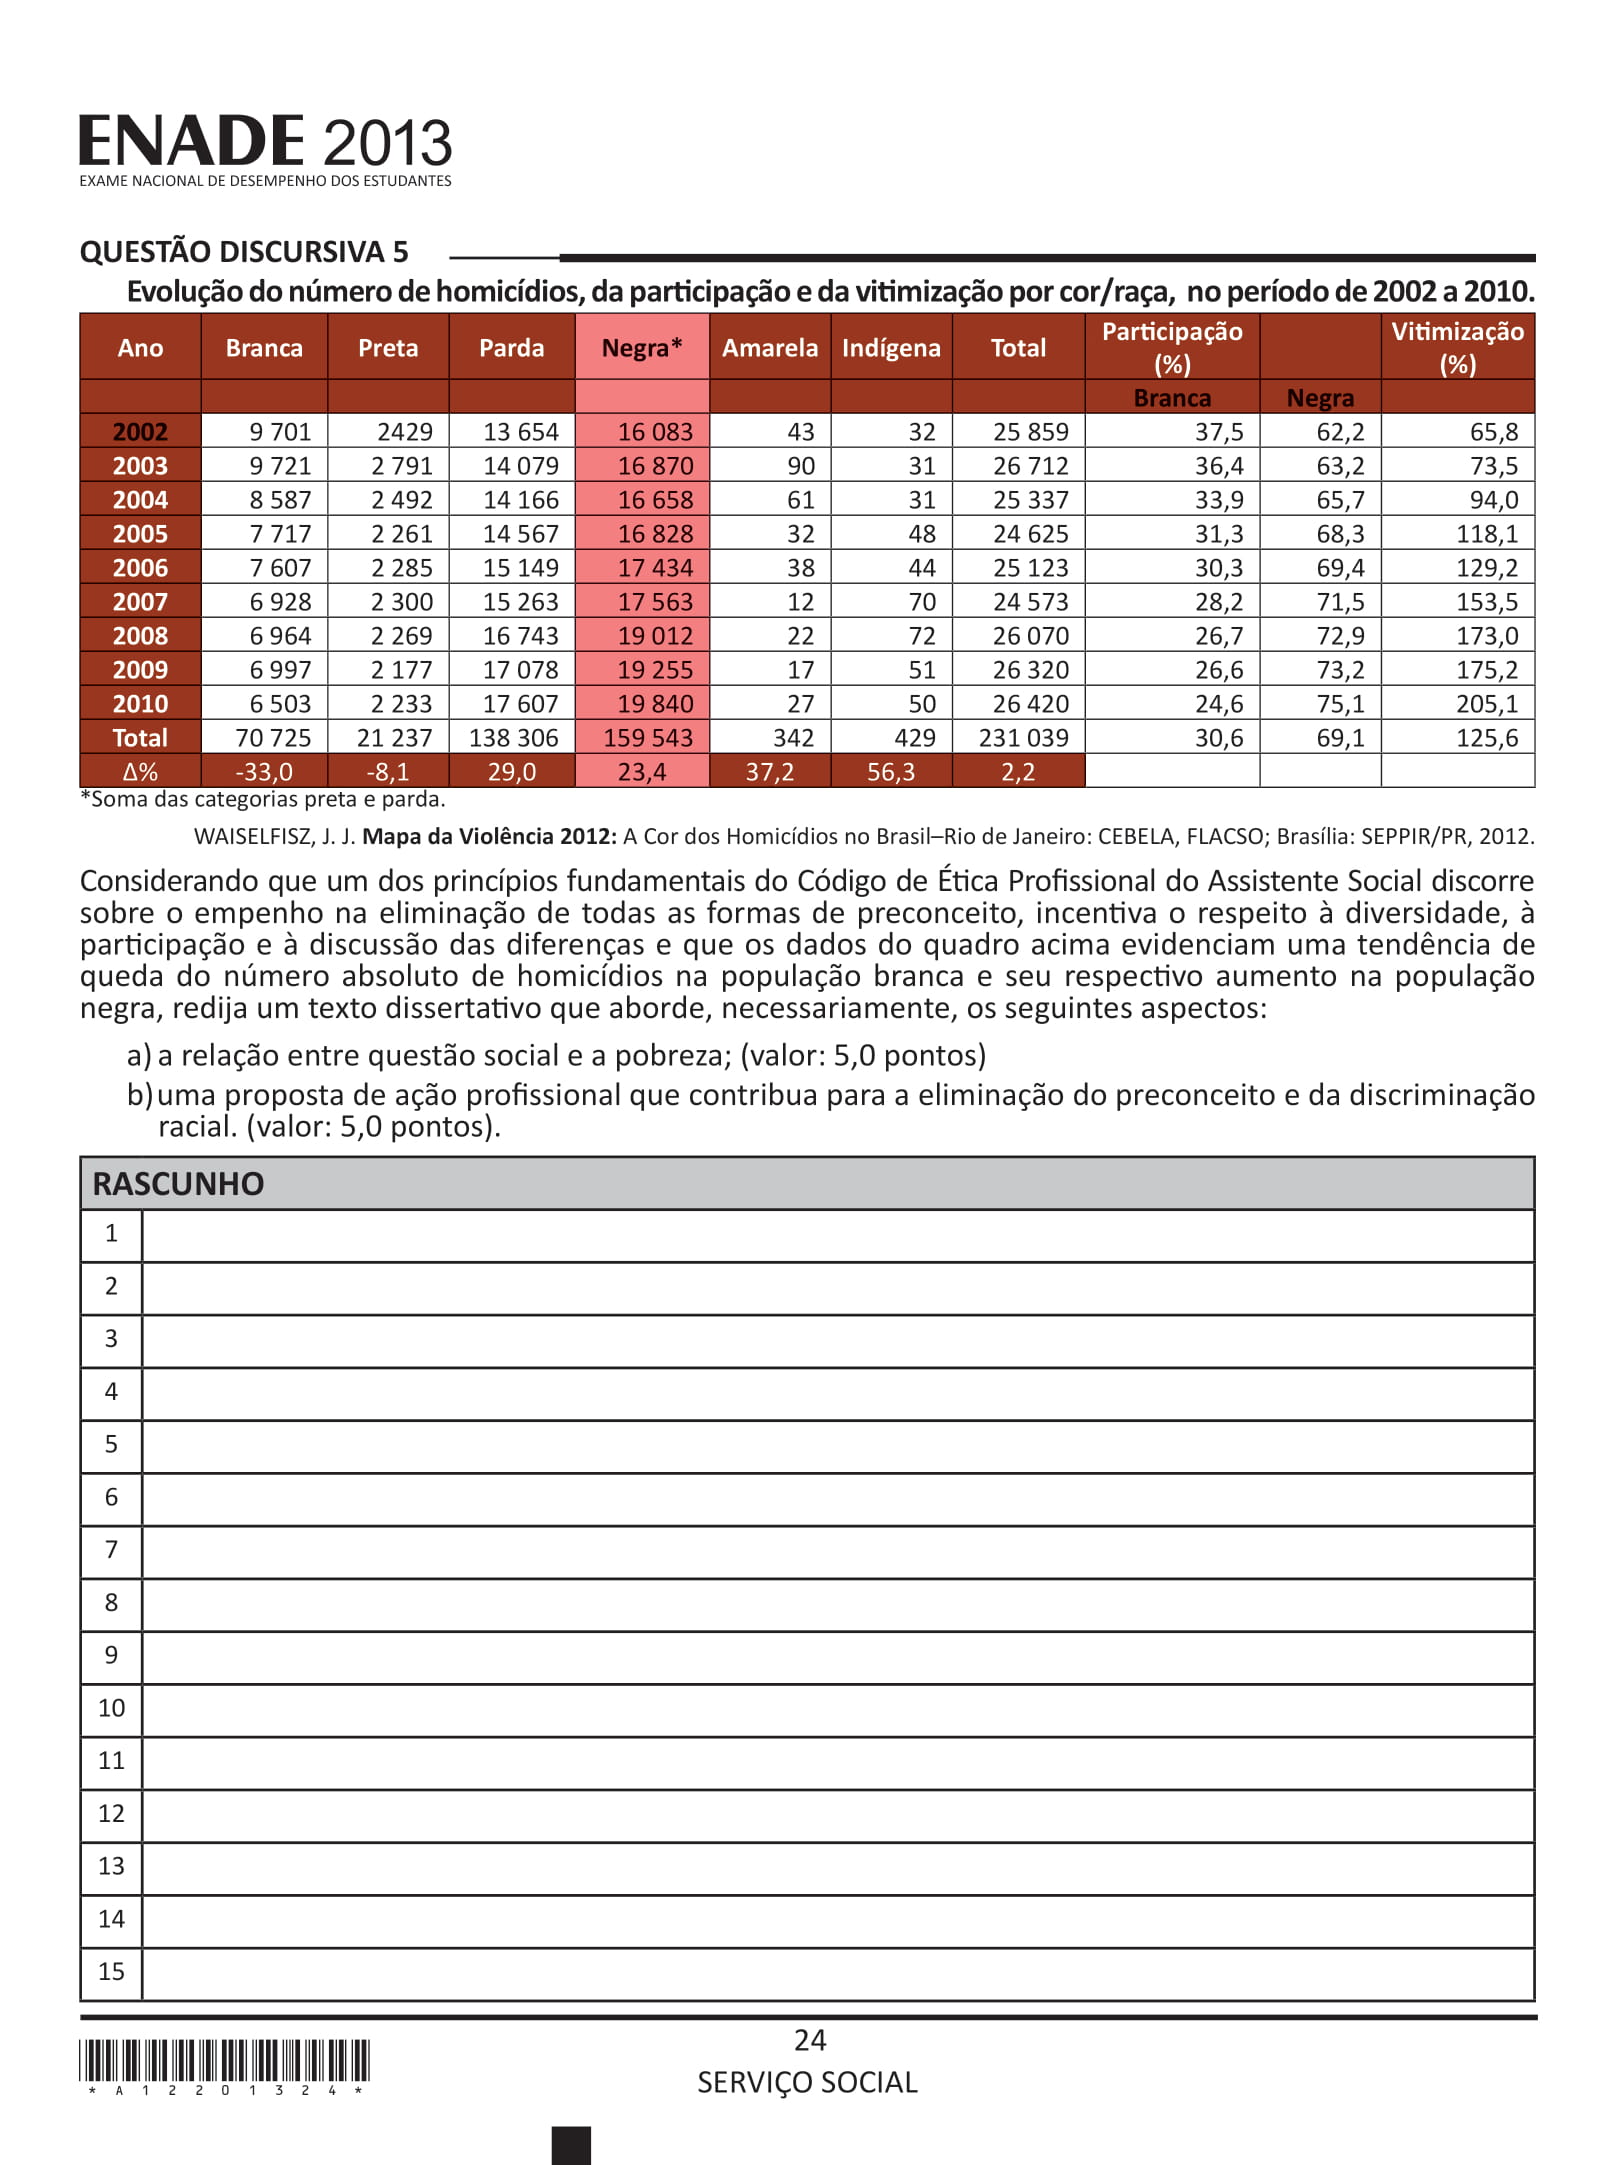 ENADE 2013
EXAME NACIONAL DE DESEMPENHO DOS ESTUDANTES
QUESTÃO DISCURSIVA 5
Evolução do número de homicídios, da participação e da vitimização por cor/raça, no período de 2002 a 2010.
Ano Branca Preta Parda Negra* Amarela Indígena Total Participação (%) Vitimização (%)
Branca Negra
2002 9 701 2429 13 654 16 083 43 32 25 859 37,5 62,2 65,8
2003 9 721 2 791 14 079 16 870 90 31 26 712 36,4 63,2 73,5
2004 8 587 2 492 14 166 16 658 61 31 25 337 33,9 65,7 94,0
2005 7 717 2 261 14 567 16 828 32 48 24 625 31,3 68,3 118,1
2006 7 607 2 285 15 149 17 434 38 44 25 123 30,3 69,4 129,2
2007 6 928 2 300 15 263 17 563 12 70 24 573 28,2 71,5 153,5
2008 6 964 2 269 16 743 19 012 22 72 26 070 26,7 72,9 173,0
2009 6 997 2 177 17 078 19 255 17 51 26 320 26,6 73,2 175,2
2010 6 503 2 233 17 607 19 840 27 50 26 420 24,6 75,1 205,1
Total 70 725 21 237 138 306 159 543 342 429 231 039 30,6 69,1 125,6
Δ% -33,0 -8,1 29,0 23,4 37,2 56,3 2,2
*Soma das categorias preta e parda.
WAISELFISZ, J. J. Mapa da Violência 2012: A Cor dos Homicídios no Brasil–Rio de Janeiro: CEBELA, FLACSO; Brasília: SEPPIR/PR, 2012.
Considerando que um dos princípios fundamentais do Código de Ética Profissional do Assistente Social discorre
sobre o empenho na eliminação de todas as formas de preconceito, incentiva o respeito à diversidade, à
participação e à discussão das diferenças e que os dados do quadro acima evidenciam uma tendência de
queda do número absoluto de homicídios na população branca e seu respectivo aumento na população
negra, redija um texto dissertativo que aborde, necessariamente, os seguintes aspectos:
a) a relação entre questão social e a pobreza; (valor: 5,0 pontos)
b) uma proposta de ação profissional que contribua para a eliminação do preconceito e da discriminação
racial. (valor: 5,0 pontos).
RASCUNHO
1
2
3
4
5
6
7
8
9
10
11
12
13
14
15
24
SERVIÇO SOCIAL
* A 1 2 2 0 1 3 2 4 *